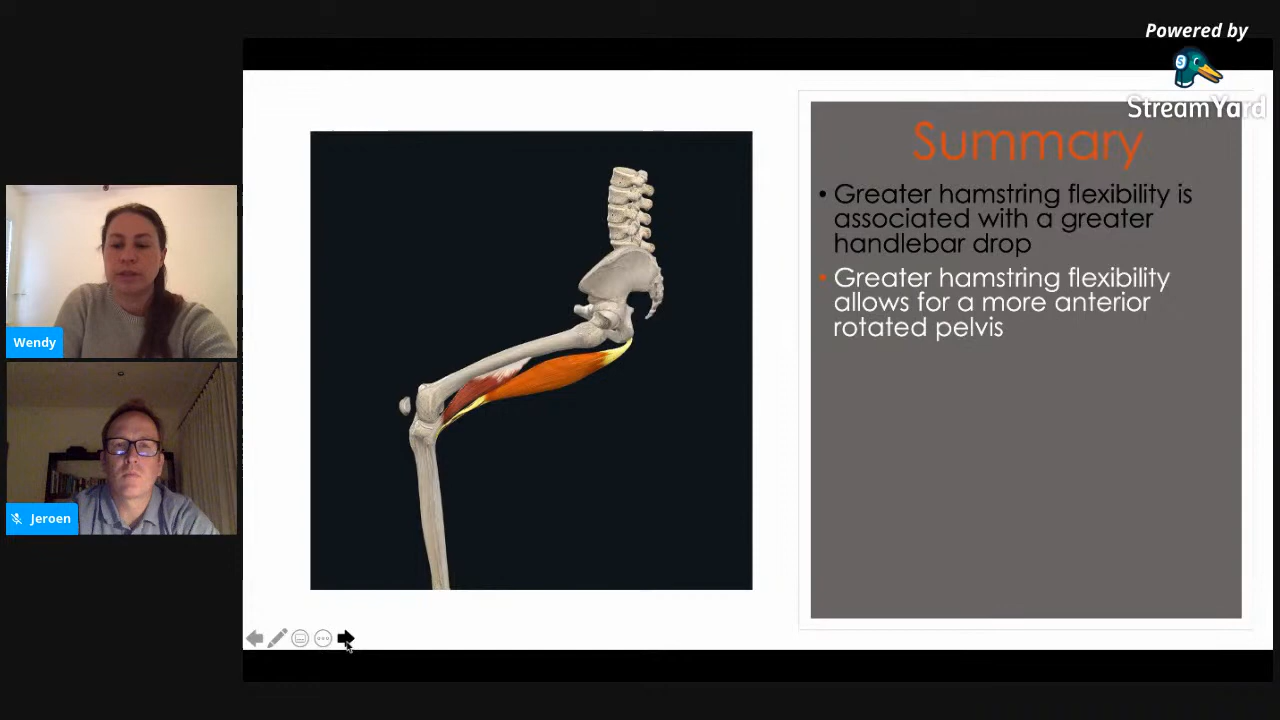 Powered by
StreamYard
Summary
• Greater hamstring flexibility is
associated with a greater
handlebar drop
• Greater hamstring flexibility
allows for a more anterior
rotated pelvis
Wendy
Jeroen